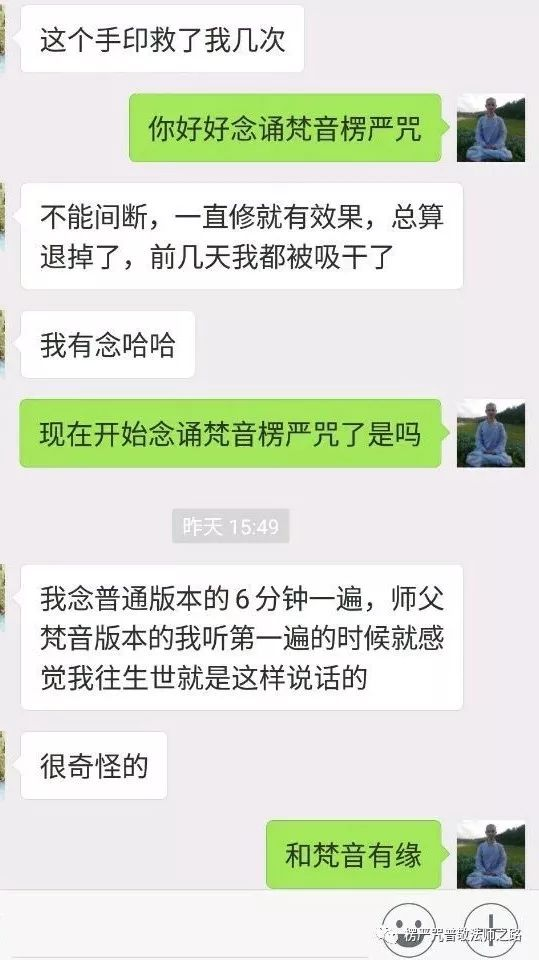 这个手印救了我几次
你好好念诵梵音楞严咒
不能间断，一直修就有效果，总算
退掉了，前几天我都被吸干了
我有念哈哈
现在开始念诵梵音楞严咒了是吗
昨天 15:49
我念普通版本的6分钟一遍，师父
梵音版本的我听第一遍的时候就感
觉我往生世就是这样说话的
很奇怪的
和梵音有缘
楞严咒普敬法师之路